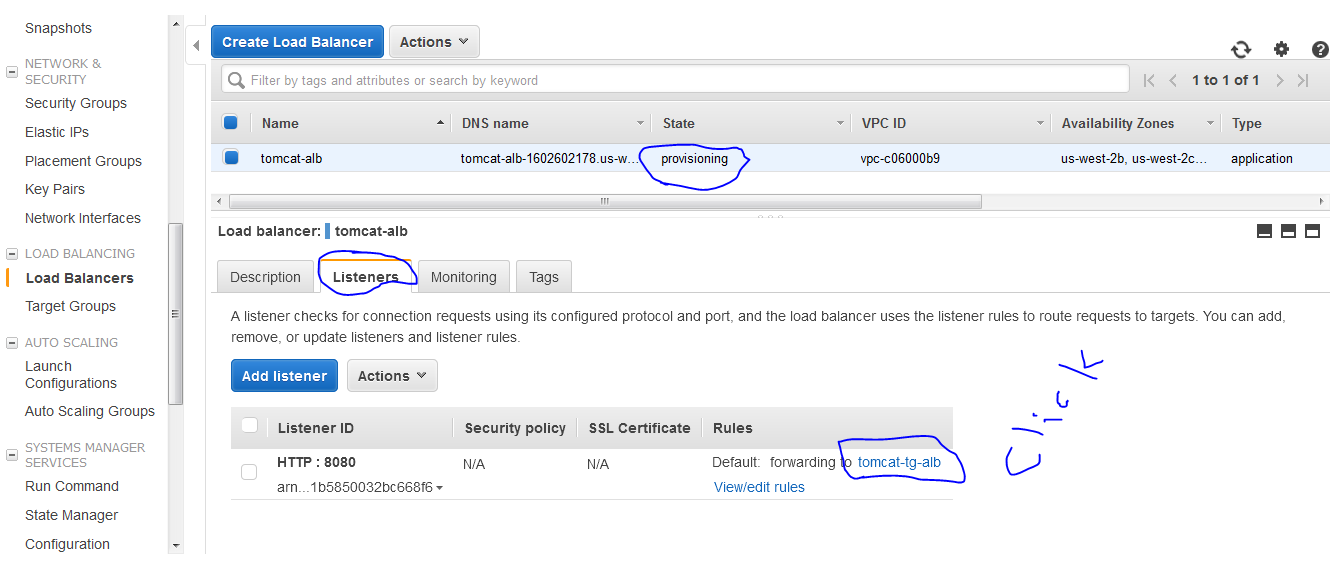 Snapshots
NETWORK &
SECURITY
Security Groups
Elastic IPs
Placement Groups
Key Pairs
Network Interfaces
LOAD BALANCING
Load Balancers
Target Groups
AUTO SCALING
Launch
Configurations
Auto Scaling Groups
SYSTEMS MANAGER
SERVICES
Run Command
State Manager
Configuration
Create Load Balancer Actions
Filter by tags and attributes or search by keyword 1 to 1 of 1
Name DNS name State VPC ID Availability Zones Type
tomcat-alb tomcat-alb-1602602178.us-w... provisioning vpc-c06000b9 us-west-2b, us-west-2c... application
Load balancer: tomcat-alb
Description Listeners Monitoring Tags
A listener checks for connection requests using its configured protocol and port, and the load balancer uses the listener rules to route requests to targets. You can add,
remove, or update listeners and listener rules.
Add listener Actions
Listener ID Security policy SSL Certificate Rules
HTTP : 8080 N/A N/A Default: forwarding to tomcat-tg-alb
arn...1b5850032bc668f6 View/edit rules
click